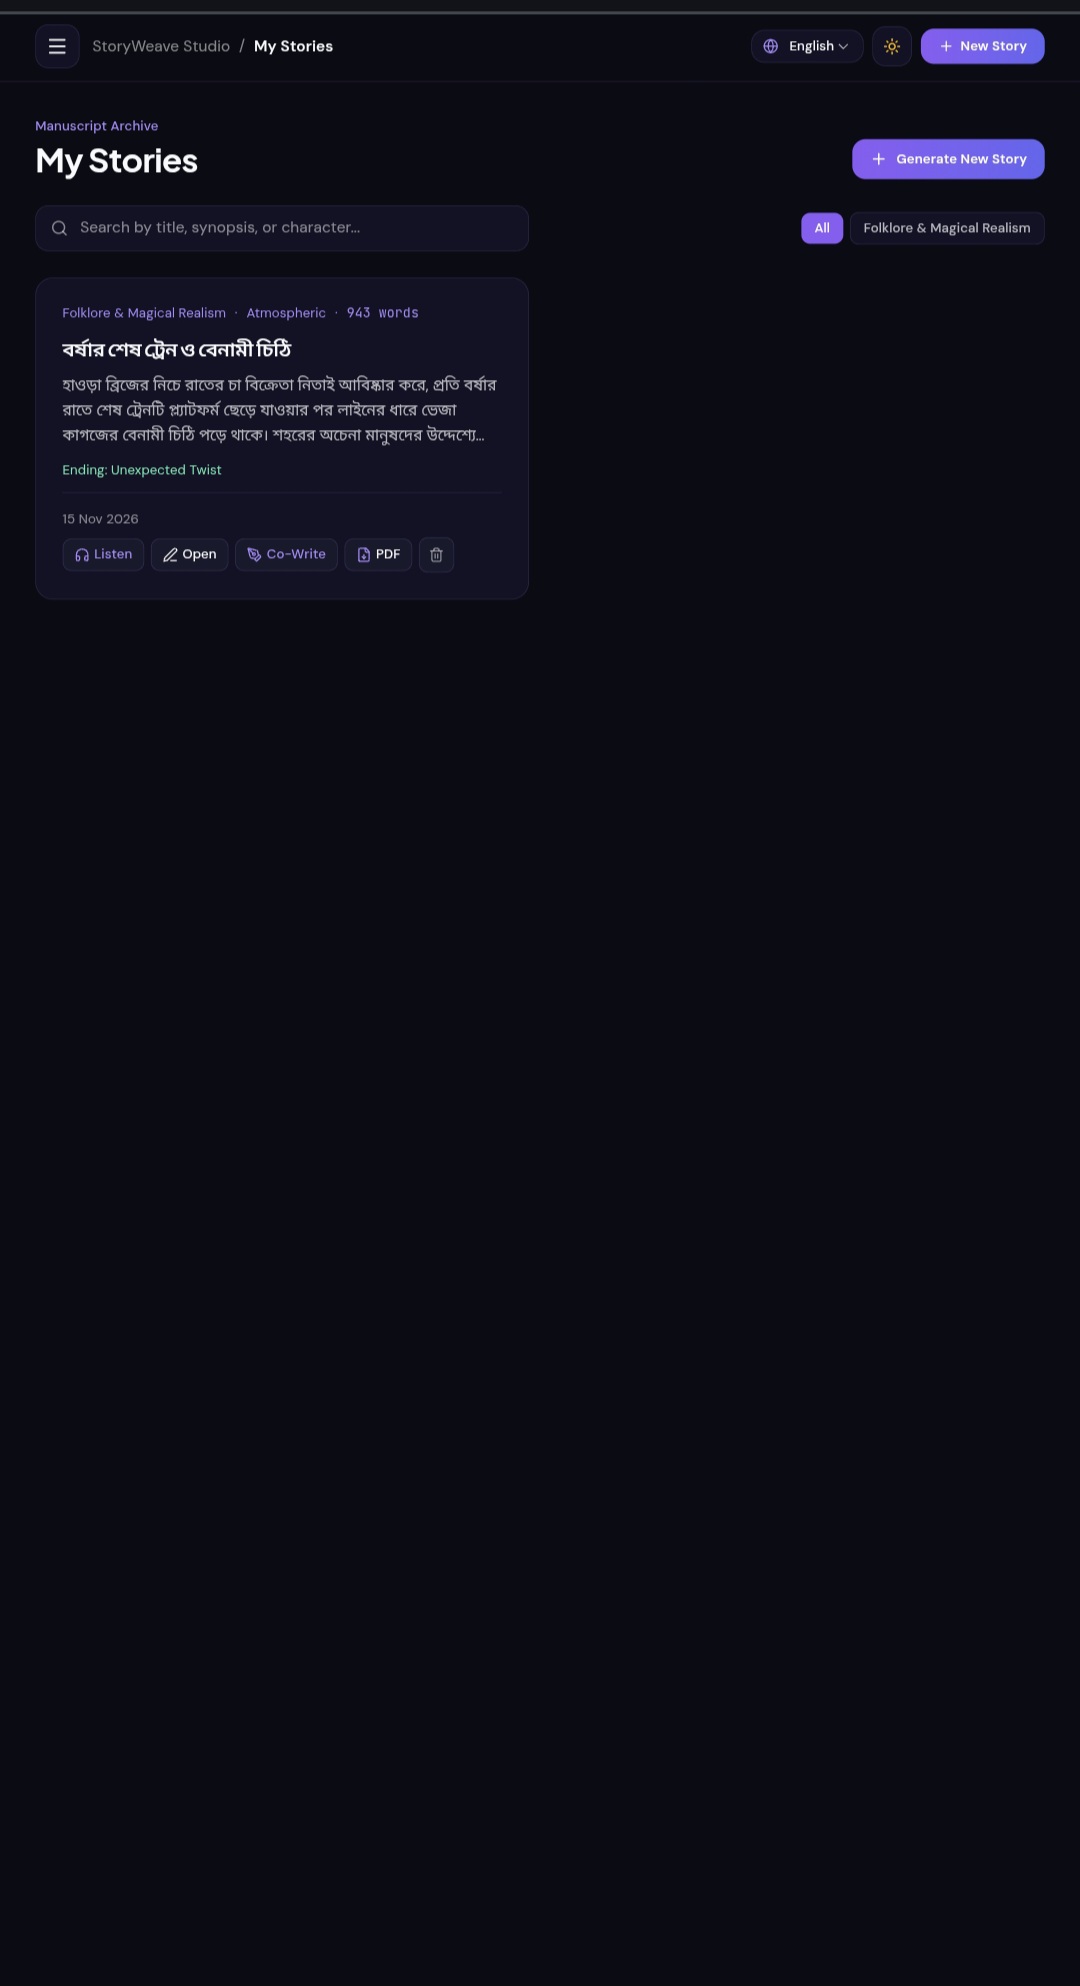 StoryWeave Studio / My Stories
English
New Story
Manuscript Archive
My Stories
Generate New Story
Search by title, synopsis, or character...
All
Folklore & Magical Realism
Folklore & Magical Realism · Atmospheric · 943 words
বর্ষার শেষ ট্রেন ও বেনামী চিঠি
হাওড়া ব্রিজের নিচে রাতের চা বিক্রেতা নিতাই আবিষ্কার করে, প্রতি বর্ষার
রাতে শেষ ট্রেনটি প্ল্যাটফর্ম ছেড়ে যাওয়ার পর লাইনের ধারে ভেজা
কাগজের বেনামী চিঠি পড়ে থাকে। শহরের অচেনা মানুষদের উদ্দেশ্যে...
Ending: Unexpected Twist
15 Nov 2026
Listen
Open
Co-Write
PDF